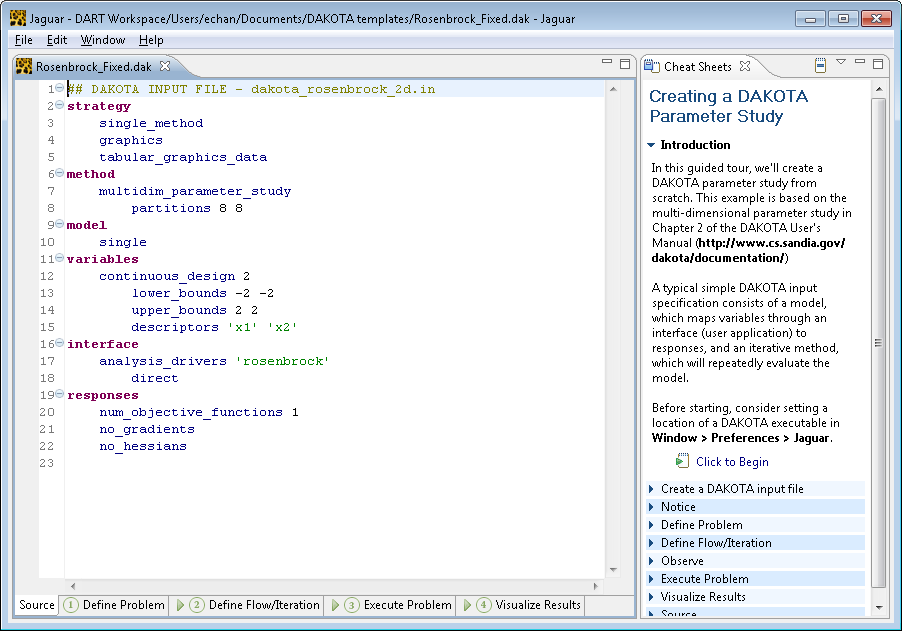 Jaguar - DART Workspace/Users/echan/Documents/DAKOTA templates/Rosenbrock_Fixed.dak - Jaguar
File Edit Window Help
Rosenbrock_Fixed.dak
1 ## DAKOTA INPUT FILE - dakota_rosenbrock_2d.in
2 strategy
3 single_method
4 graphics
5 tabular_graphics_data
6 method
7 multidim_parameter_study
8 partitions 8 8
9 model
10 single
11 variables
12 continuous_design 2
13 lower_bounds -2 -2
14 upper_bounds 2 2
15 descriptors 'x1' 'x2'
16 interface
17 analysis_drivers 'rosenbrock'
18 direct
19 responses
20 num_objective_functions 1
21 no_gradients
22 no_hessians
23
Source 1 Define Problem 2 Define Flow/Iteration 3 Execute Problem 4 Visualize Results
Cheat Sheets
Creating a DAKOTA
Parameter Study
Introduction
In this guided tour, we'll create a
DAKOTA parameter study from
scratch. This example is based on the
multi-dimensional parameter study in
Chapter 2 of the DAKOTA User's
Manual (http://www.cs.sandia.gov/
dakota/documentation/)
A typical simple DAKOTA input
specification consists of a model,
which maps variables through an
interface (user application) to
responses, and an iterative method,
which will repeatedly evaluate the
model.
Before starting, consider setting a
location of a DAKOTA executable in
Window > Preferences > Jaguar.
Click to Begin
Create a DAKOTA input file
Notice
Define Problem
Define Flow/Iteration
Observe
Execute Problem
Visualize Results
Source